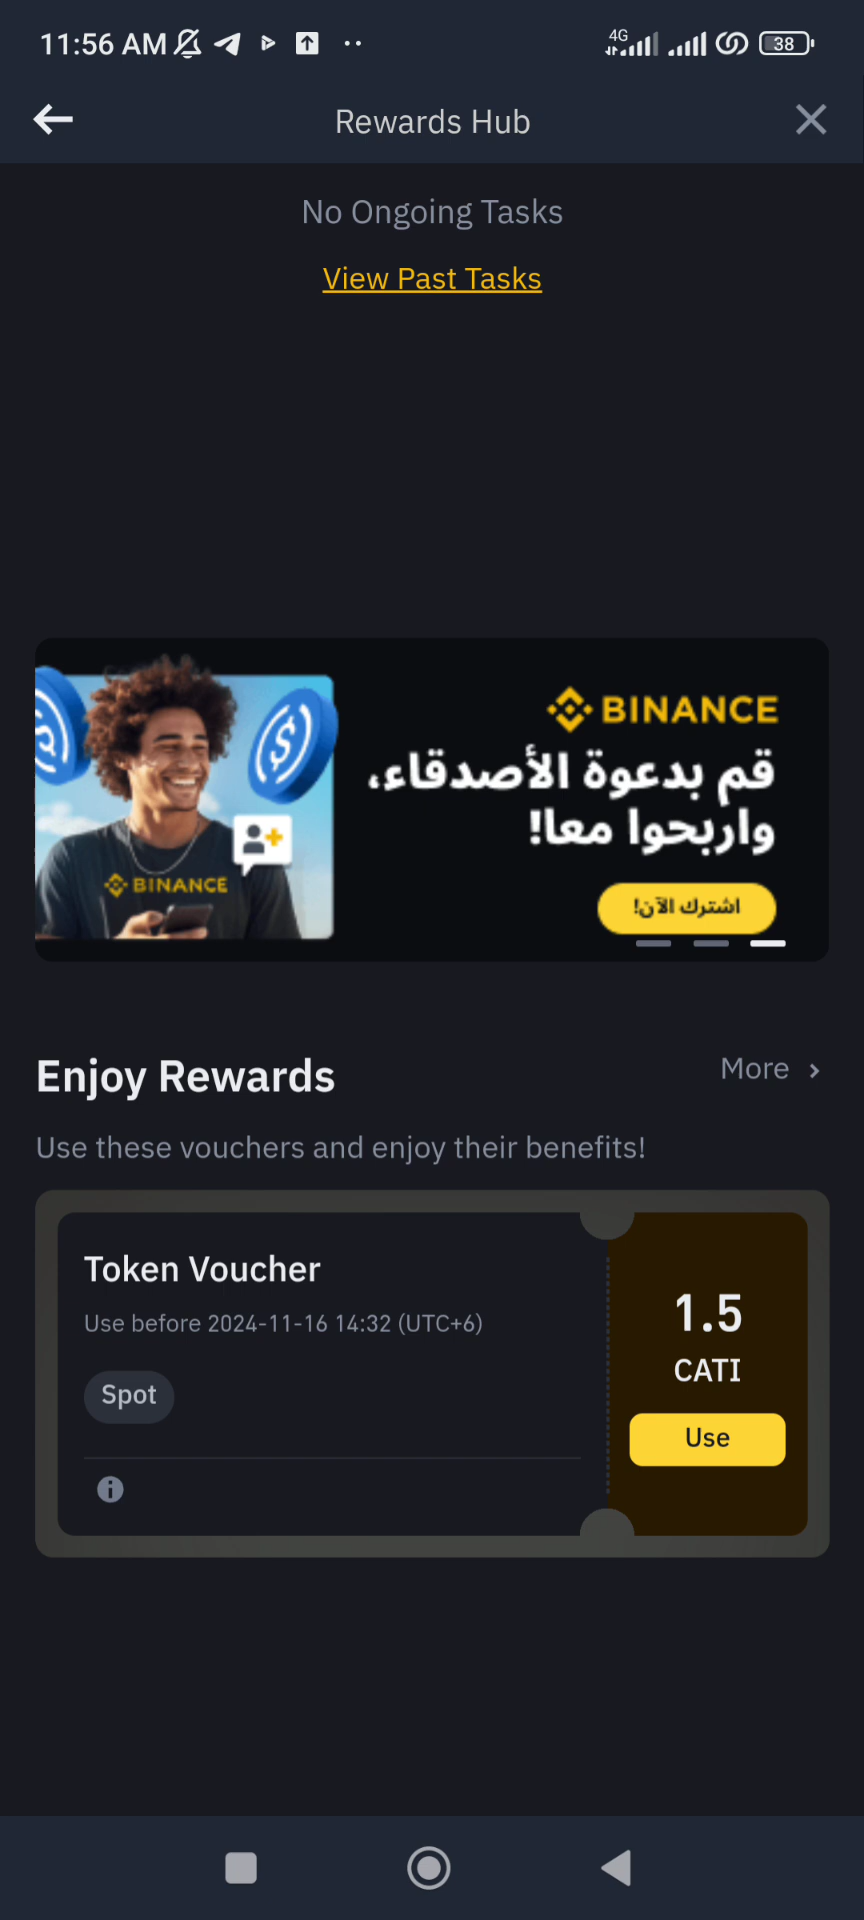 11:56 AM
4G
38
Rewards Hub
No Ongoing Tasks
View Past Tasks
BINANCE
قم بدعوة الأصدقاء،
واربحوا معا!
BINANCE
اشترك الآن!
Enjoy Rewards
More
Use these vouchers and enjoy their benefits!
Token Voucher
Use before 2024-11-16 14:32 (UTC+6)
Spot
1.5
CATI
Use